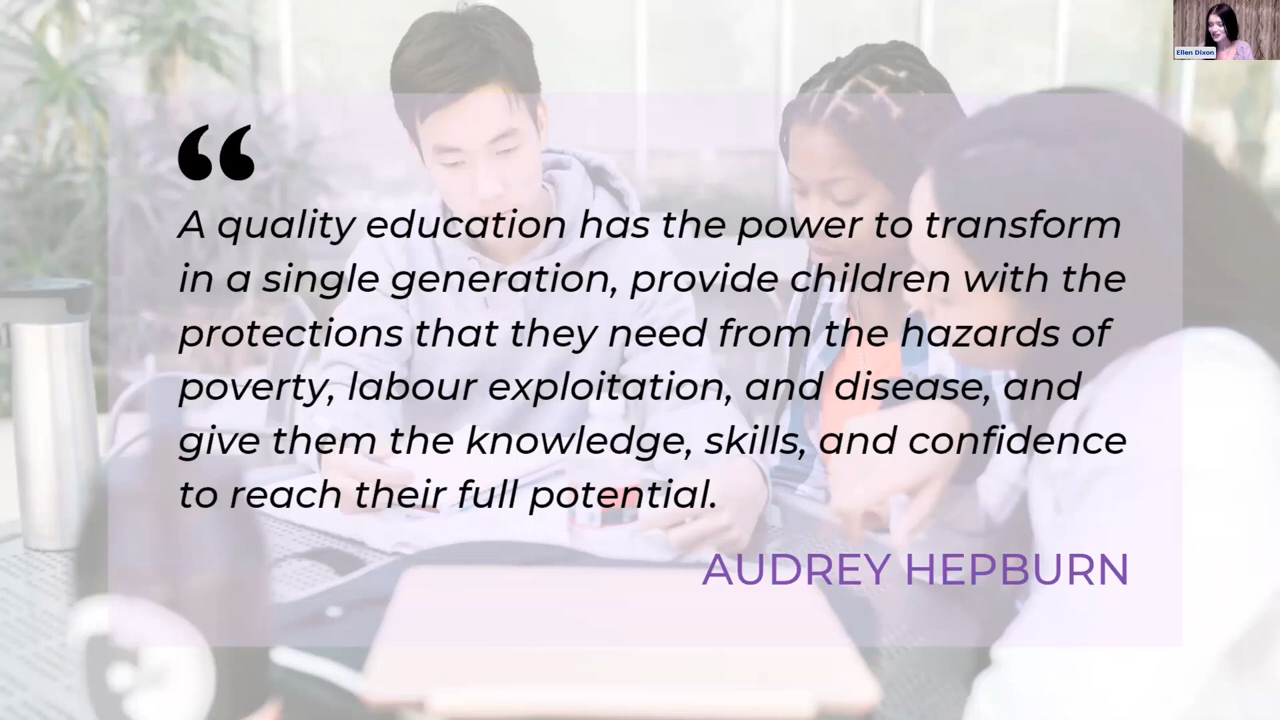 Ellen Dixon
“
A quality education has the power to transform
in a single generation, provide children with the
protections that they need from the hazards of
poverty, labour exploitation, and disease, and
give them the knowledge, skills, and confidence
to reach their full potential.
AUDREY HEPBURN